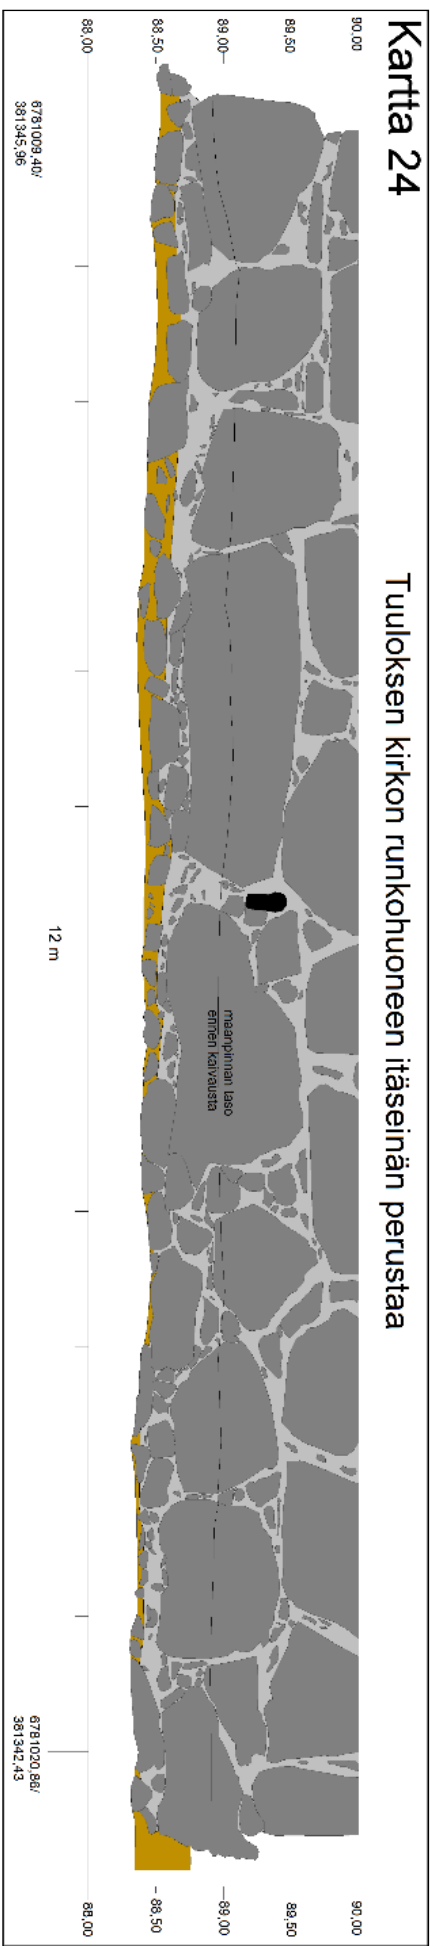 Kartta 24
Tuuloksen kirkon runkohuoneen itäseinän perustaa
90,00
89,50
89,00
88,50
88,00
90,00
89,50
89,00
88,50
88,00
maanpinnan taso
ennen kaivausta
12 m
6781009,40/
381345,96
6781020,86/
381342,43